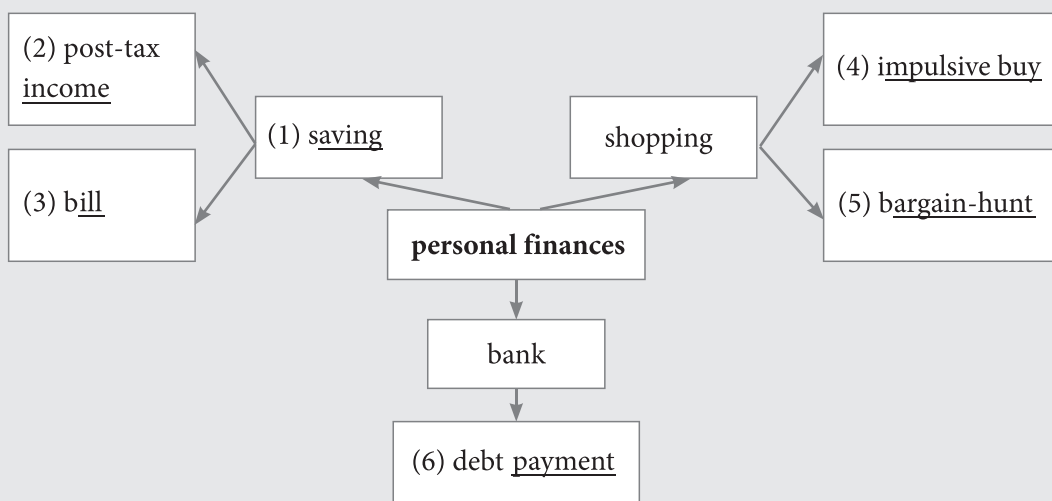 (2) post-tax
income
(1) saving
(3) bill
shopping
(4) impulsive buy
(5) bargain-hunt
personal finances
bank
(6) debt payment